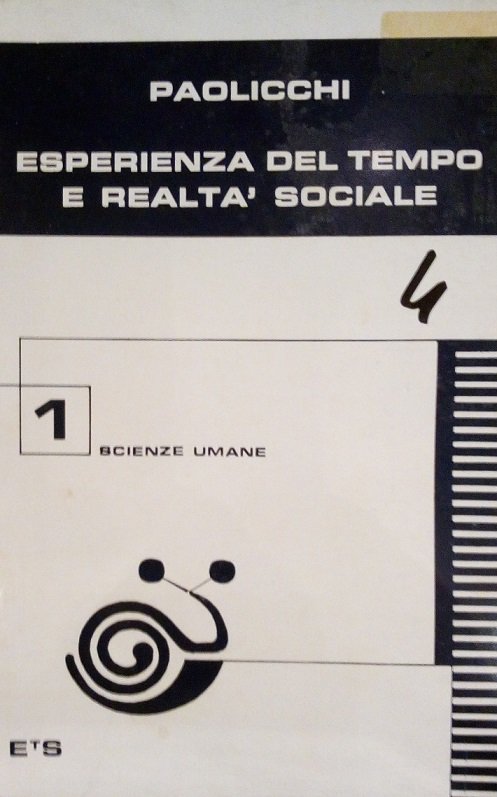 PAOLICCHI
ESPERIENZA DEL TEMPO
E REALTA' SOCIALE
4
1
SCIENZE UMANE
ETS